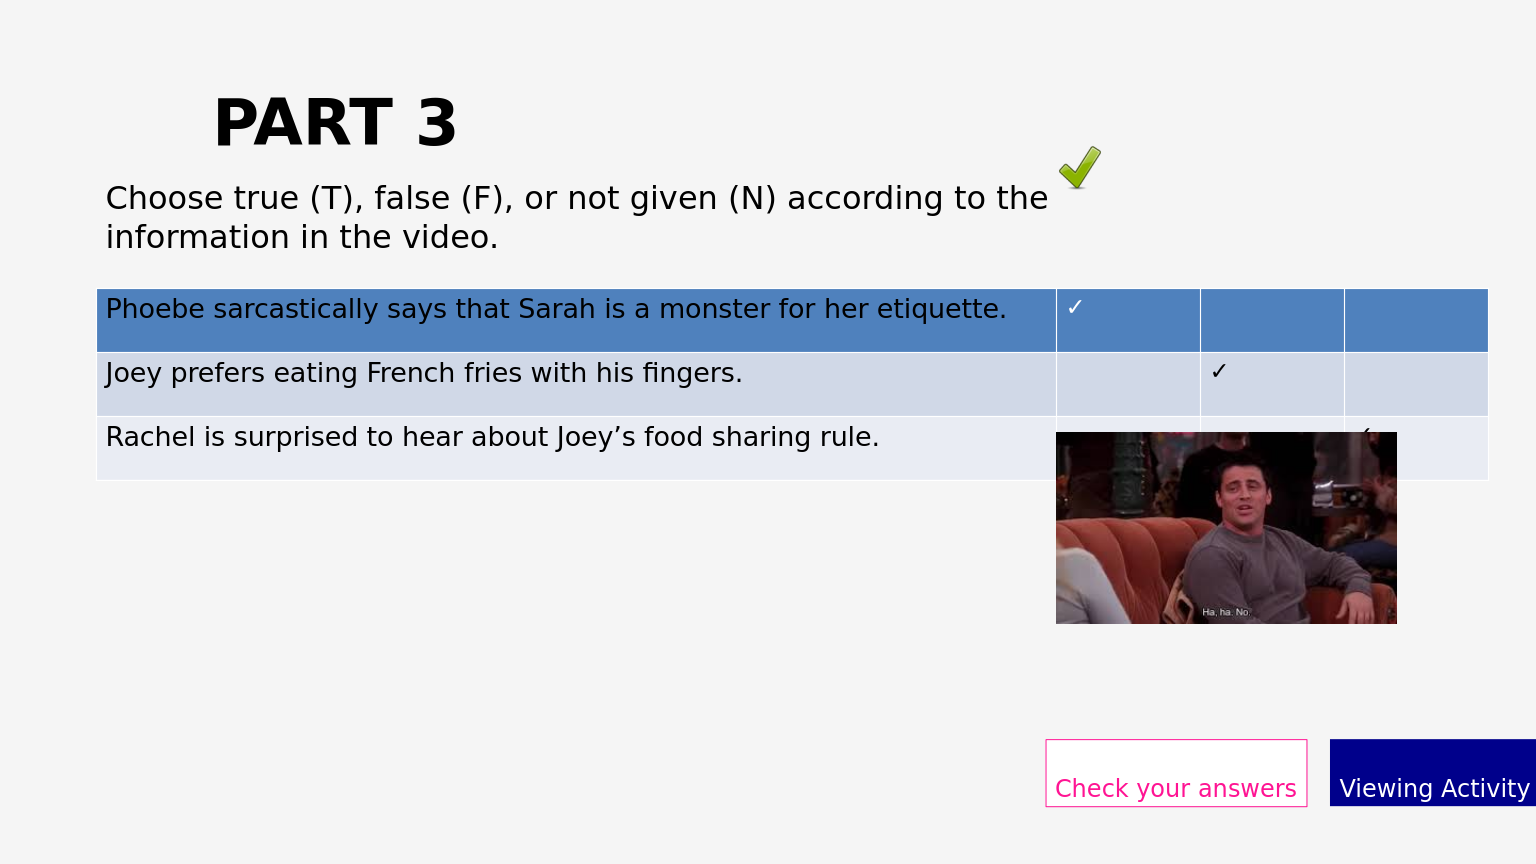 PART 3
Choose true (T), false (F), or not given (N) according to the
information in the video.
Phoebe sarcastically says that Sarah is a monster for her etiquette. ✓
Joey prefers eating French fries with his fingers. ✓
Rachel is surprised to hear about Joey’s food sharing rule.
Ha, ha. No.
Check your answers
Viewing Activity